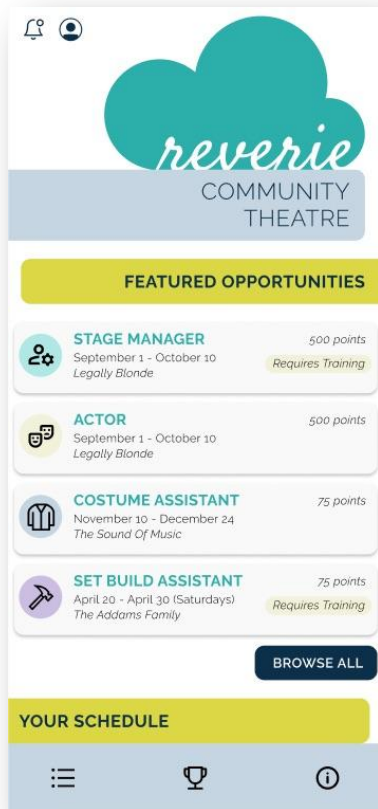 reverie
COMMUNITY
THEATRE
FEATURED OPPORTUNITIES
STAGE MANAGER
500 points
September 1 - October 10
Requires Training
Legally Blonde
ACTOR
500 points
September 1 - October 10
Legally Blonde
COSTUME ASSISTANT
75 points
November 10 - December 24
The Sound Of Music
SET BUILD ASSISTANT
75 points
April 20 - April 30 (Saturdays)
Requires Training
The Addams Family
BROWSE ALL
YOUR SCHEDULE